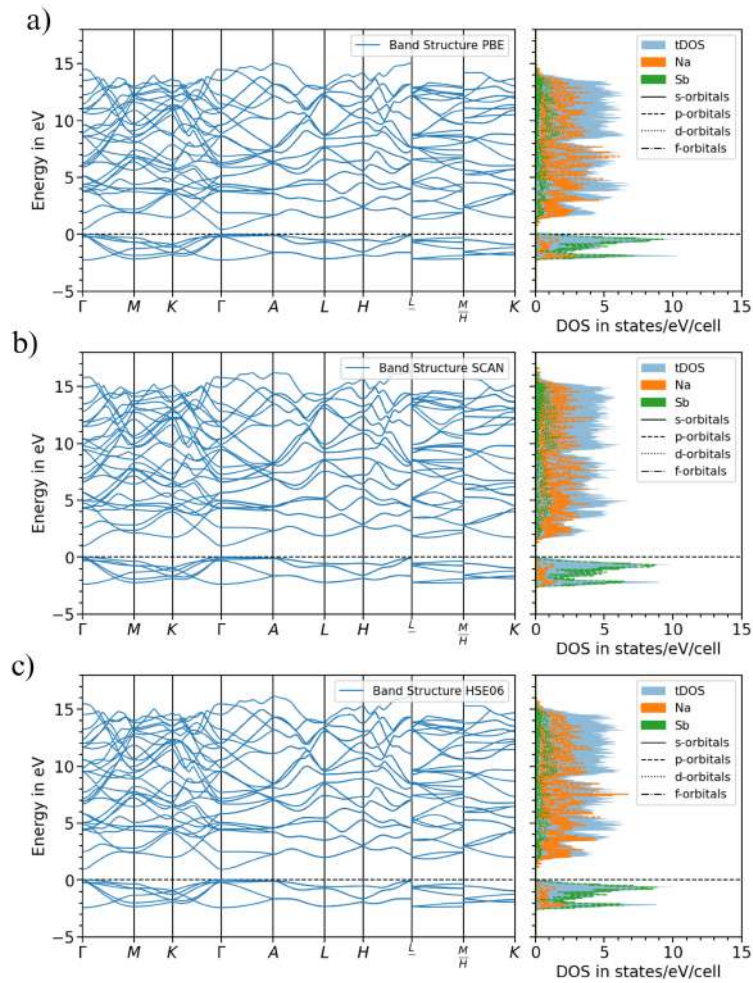 a)
Band Structure PBE
Energy in eV
15
10
5
0
−5
Γ M K Γ A L H L M/H K
tDOS
Na
Sb
s-orbitals
p-orbitals
d-orbitals
f-orbitals
0 5 10 15
DOS in states/eV/cell
b)
Band Structure SCAN
Energy in eV
15
10
5
0
−5
Γ M K Γ A L H L M/H K
tDOS
Na
Sb
s-orbitals
p-orbitals
d-orbitals
f-orbitals
0 5 10 15
DOS in states/eV/cell
c)
Band Structure HSE06
Energy in eV
15
10
5
0
−5
Γ M K Γ A L H L M/H K
tDOS
Na
Sb
s-orbitals
p-orbitals
d-orbitals
f-orbitals
0 5 10 15
DOS in states/eV/cell